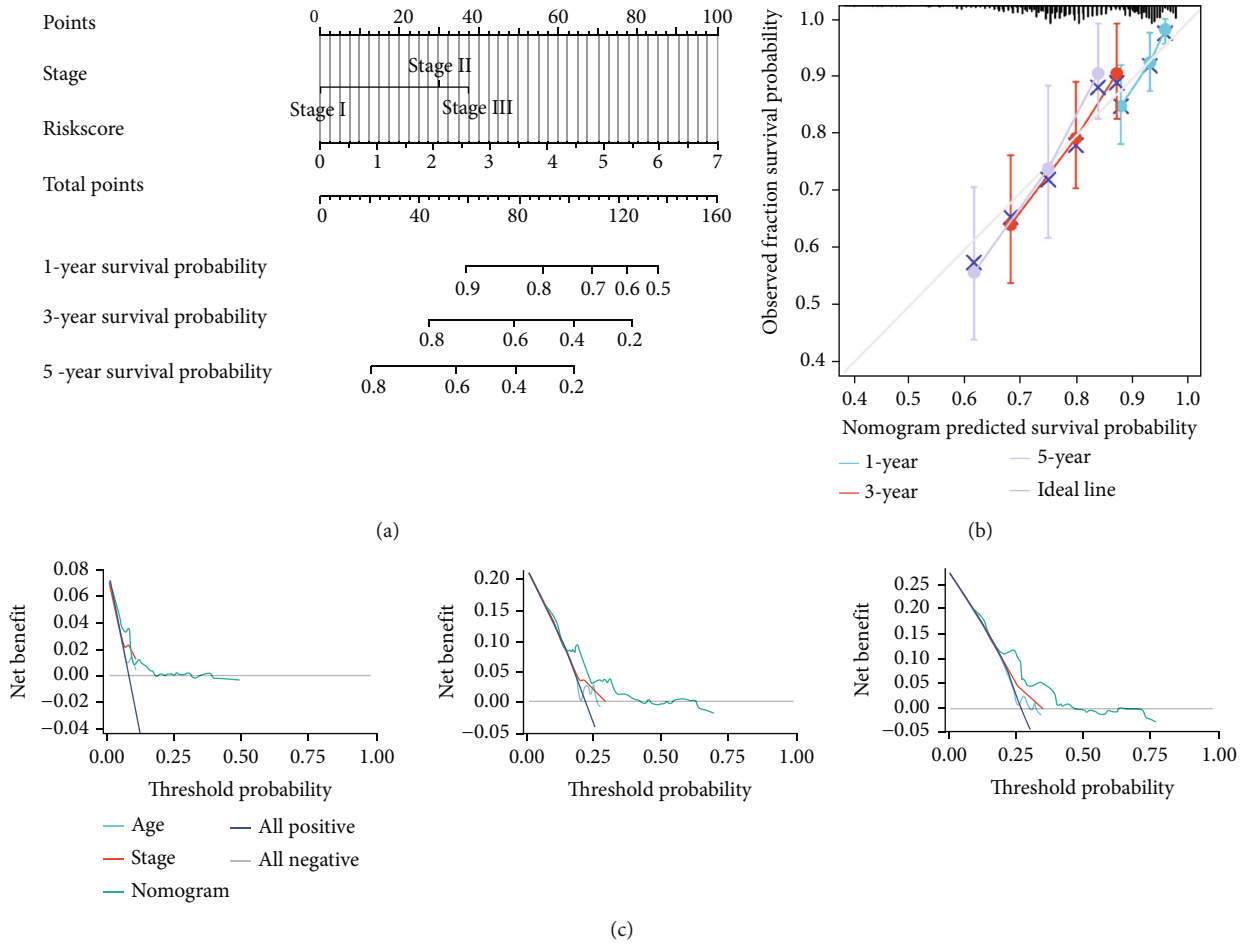 Points
0 20 40 60 80 100
Stage
Stage II
Stage I
Stage III
Riskscore
0 1 2 3 4 5 6 7
Total points
0 40 80 120 160
1-year survival probability
0.9 0.8 0.7 0.6 0.5
3-year survival probability
0.8 0.6 0.4 0.2
5 -year survival probability
0.8 0.6 0.4 0.2
(a)
Observed fraction survival probability
1.0
0.9
0.8
0.7
0.6
0.5
0.4
0.4 0.5 0.6 0.7 0.8 0.9 1.0
Nomogram predicted survival probability
1-year
5-year
3-year
Ideal line
(b)
Net benefit
0.08
0.06
0.04
0.02
0.00
−0.02
−0.04
0.00 0.25 0.50 0.75 1.00
Threshold probability
Net benefit
0.20
0.15
0.10
0.05
0.00
−0.05
0.00 0.25 0.50 0.75 1.00
Threshold probability
Net benefit
0.25
0.20
0.15
0.10
0.05
0.00
−0.05
0.00 0.25 0.50 0.75 1.00
Threshold probability
Age
All positive
Stage
All negative
Nomogram
(c)